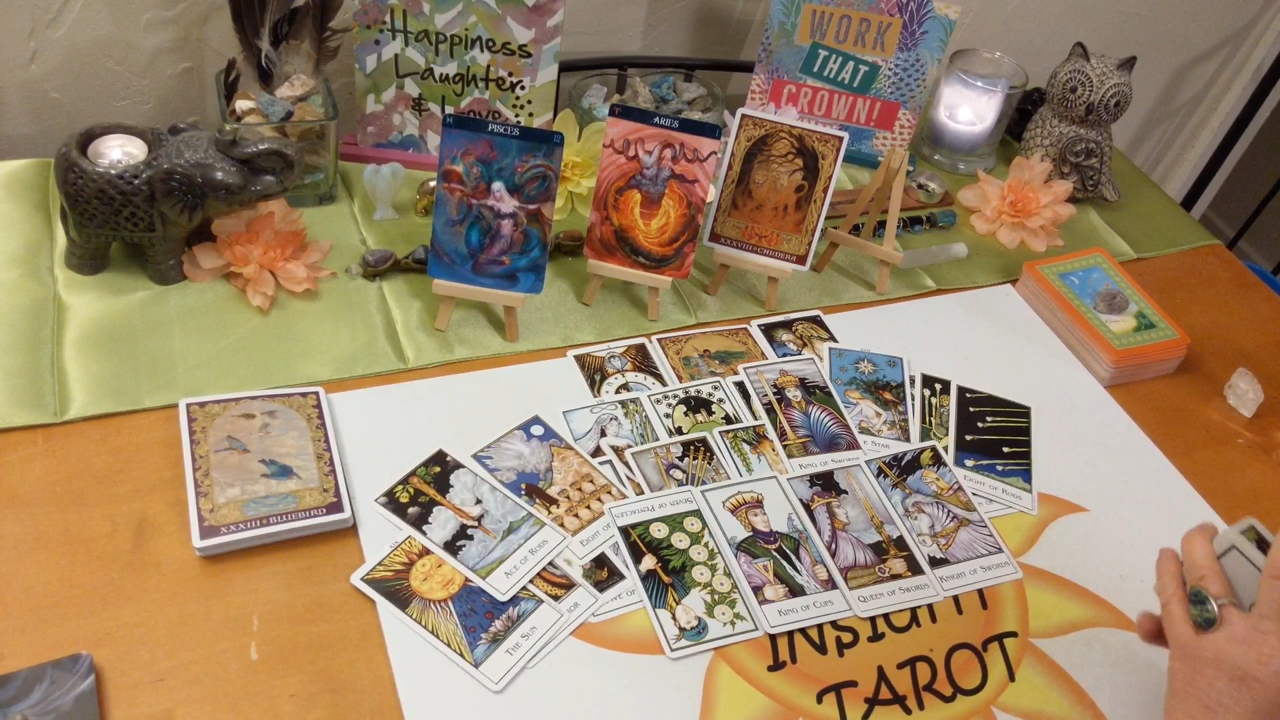 Happiness
Laughter
& Love
WORK
THAT
CROWN!
PISCES
ARIES
XXXVIII CHIMERA
XXXIII BLUEBIRD
KING OF SWORDS
THE STAR
EIGHT OF RODS
ACE OF RODS
EIGHT OF
SEVEN OF PENTACLES
KING OF CUPS
QUEEN OF SWORDS
KNIGHT OF SWORDS
THE SUN
INSIGHT
TAROT